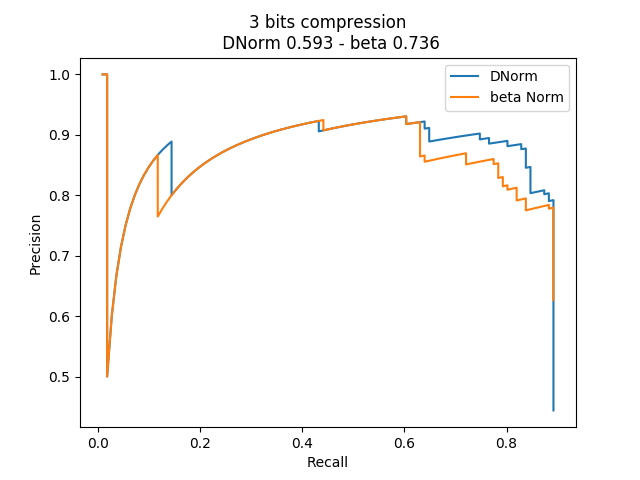 3 bits compression
DNorm 0.593 - beta 0.736
1.0
0.9
0.8
0.7
0.6
0.5
Precision
DNorm
beta Norm
0.0 0.2 0.4 0.6 0.8
Recall